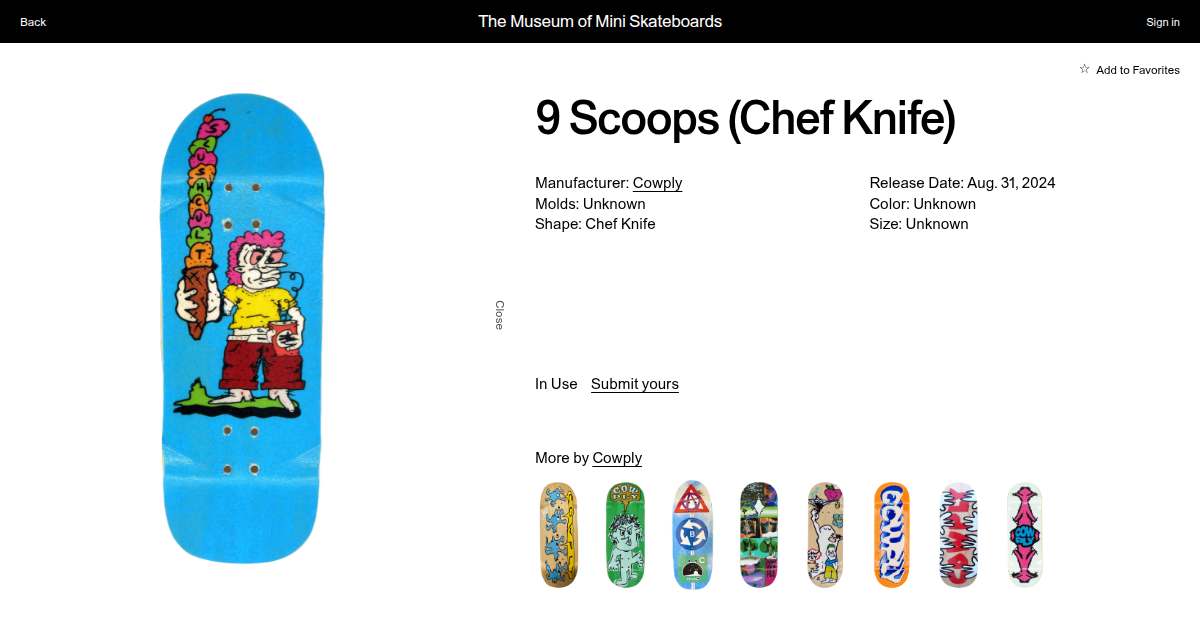 Back
The Museum of Mini Skateboards
Sign in
☆ Add to Favorites
9 Scoops (Chef Knife)
Manufacturer: Cowply
Release Date: Aug. 31, 2024
Molds: Unknown
Color: Unknown
Shape: Chef Knife
Size: Unknown
Close
In Use
Submit yours
More by Cowply
COW
PLY